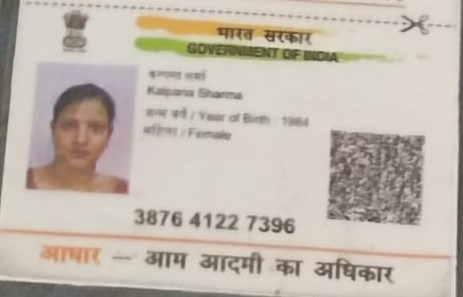 भारत सरकार
GOVERNMENT OF INDIA
कल्पना शर्मा
Kalpana Sharma
जन्म वर्ष / Year of Birth : 1984
महिला / Female
3876 4122 7396
आधार — आम आदमी का अधिकार